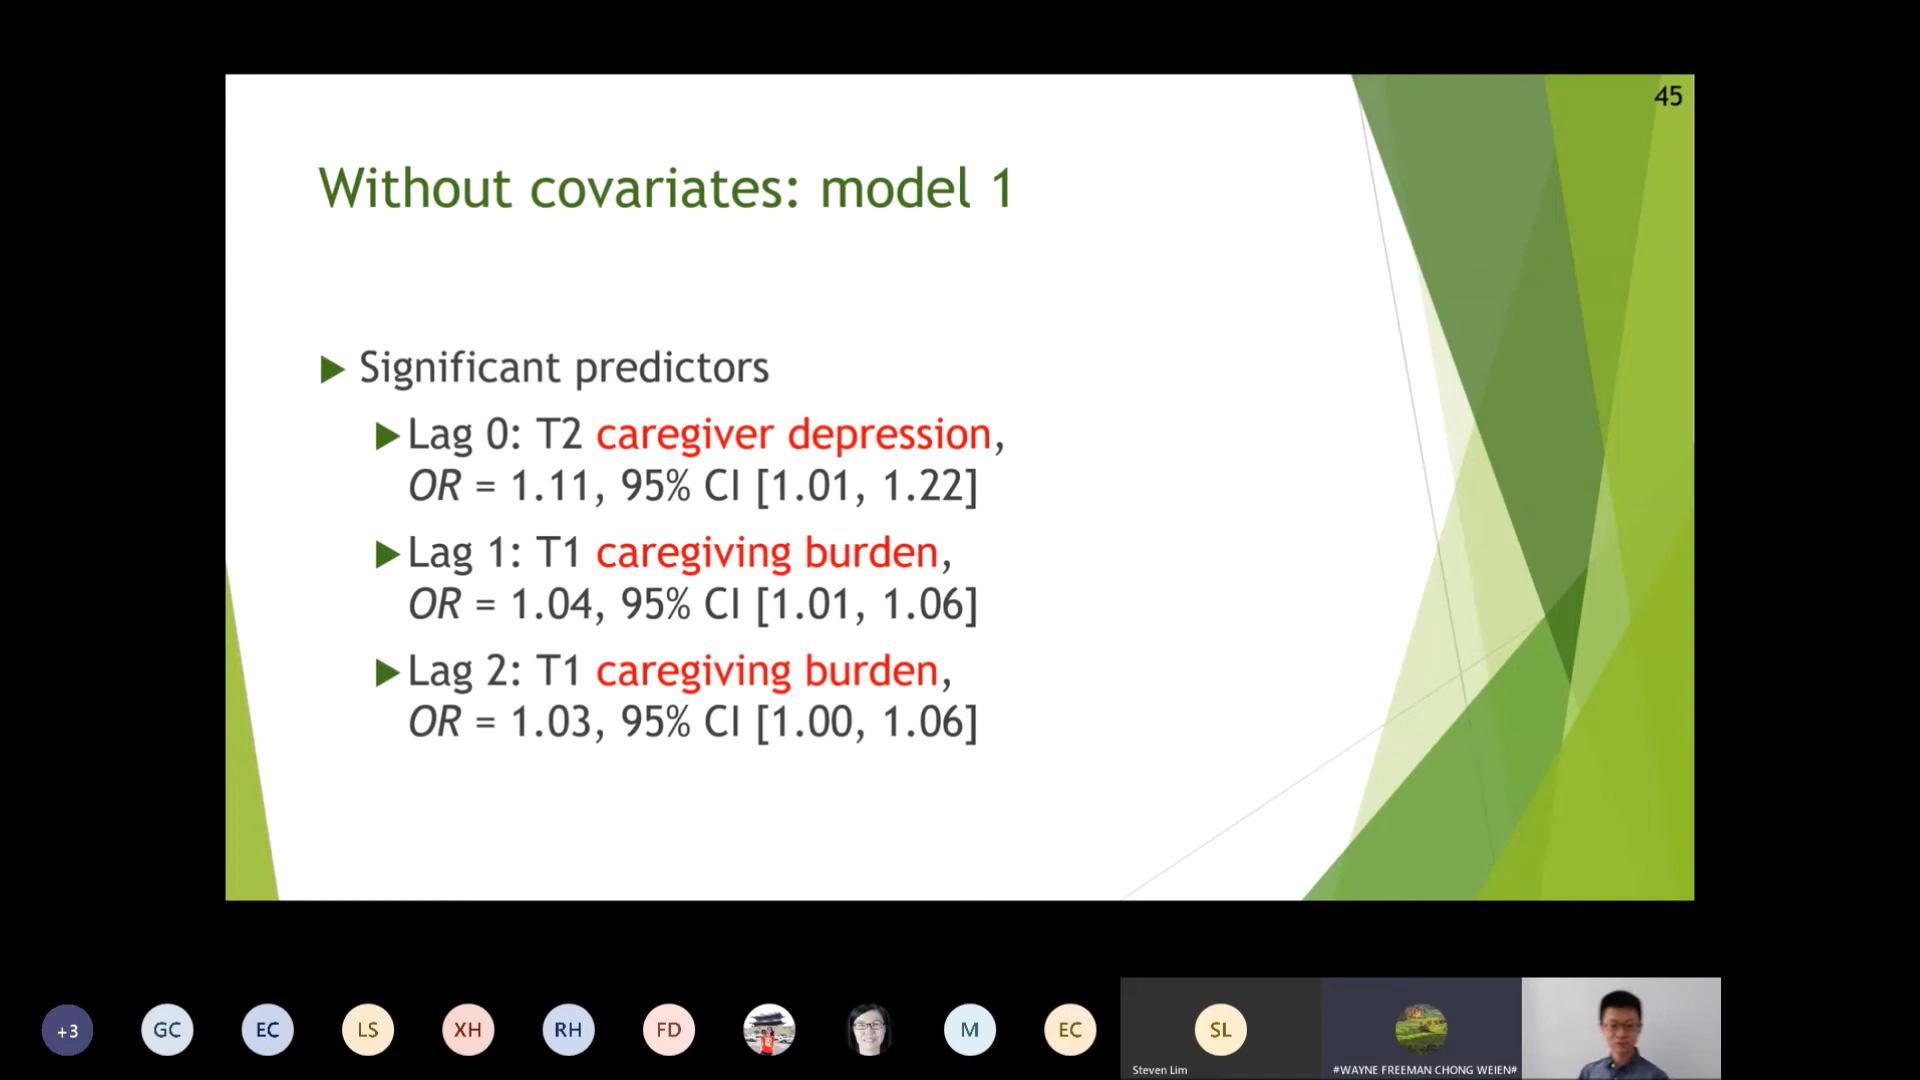 45
Without covariates: model 1
Significant predictors
Lag 0: T2 caregiver depression,
OR = 1.11, 95% CI [1.01, 1.22]
Lag 1: T1 caregiving burden,
OR = 1.04, 95% CI [1.01, 1.06]
Lag 2: T1 caregiving burden,
OR = 1.03, 95% CI [1.00, 1.06]
+3
GC
EC
LS
XH
RH
FD
M
EC
SL
Steven Lim
#WAYNE FREEMAN CHONG WEIEN#